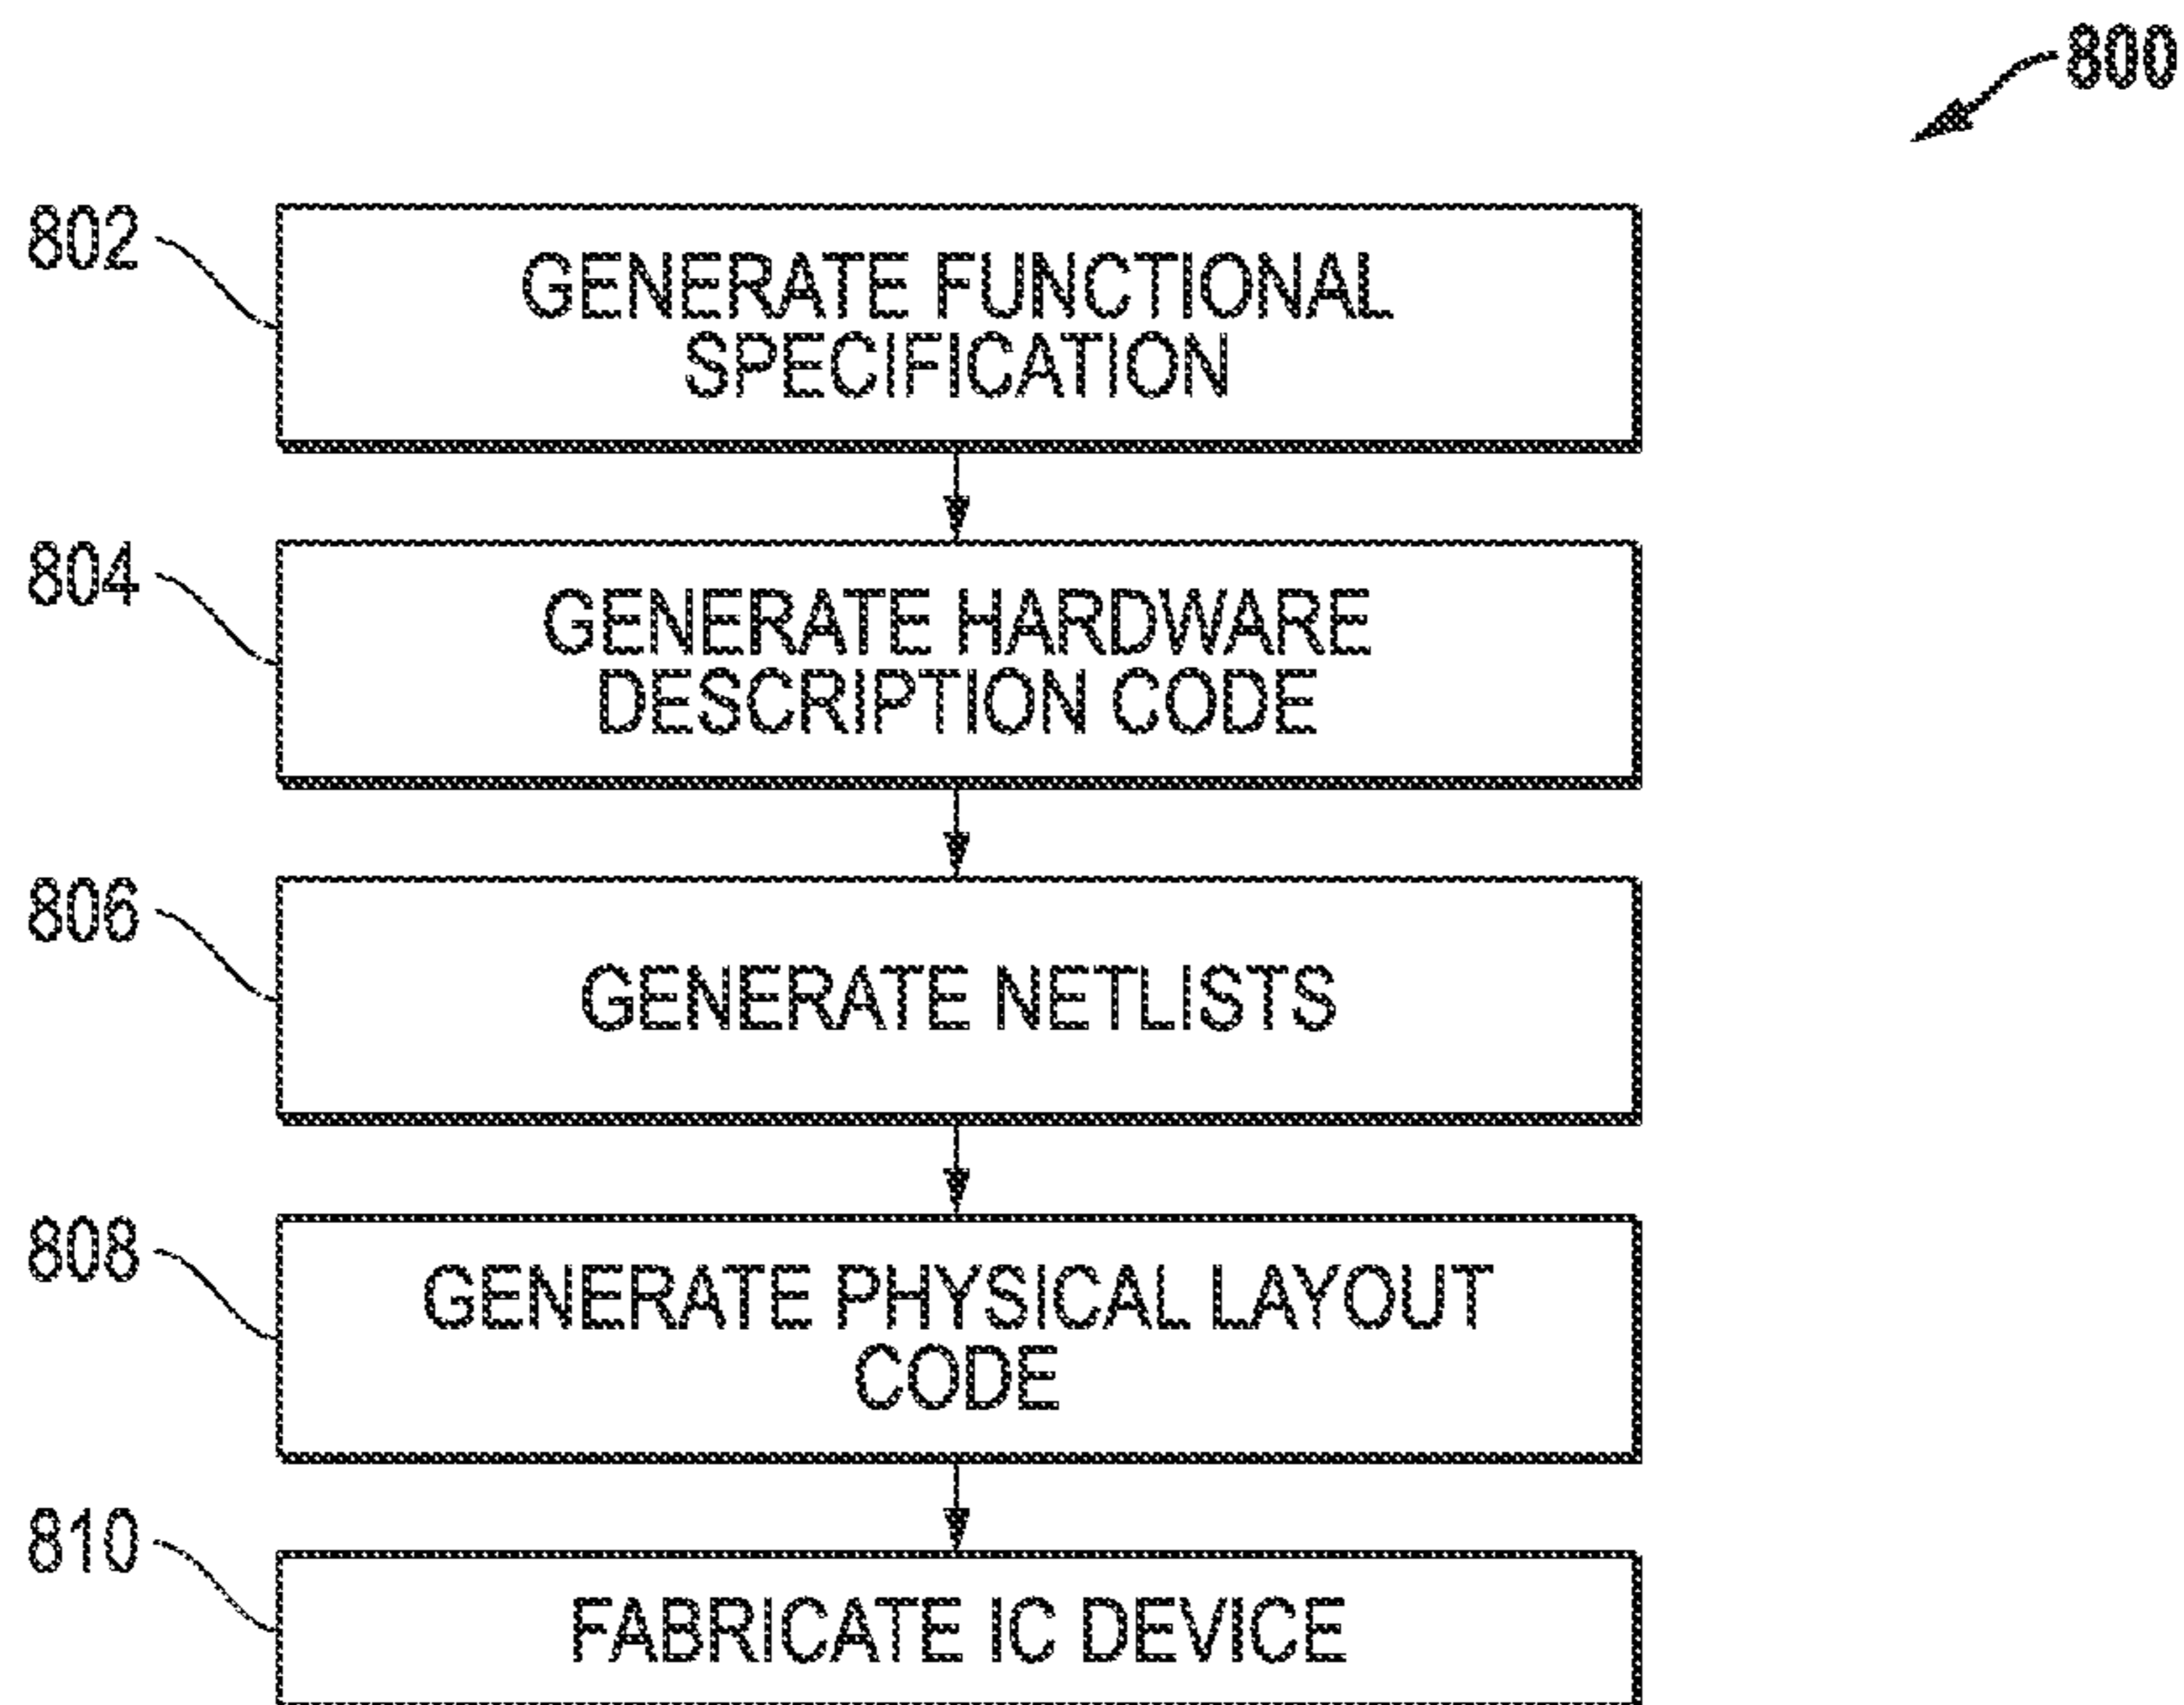 800
802
GENERATE FUNCTIONAL
SPECIFICATION
804
GENERATE HARDWARE
DESCRIPTION CODE
806
GENERATE NETLISTS
808
GENERATE PHYSICAL LAYOUT
CODE
810
FABRICATE IC DEVICE